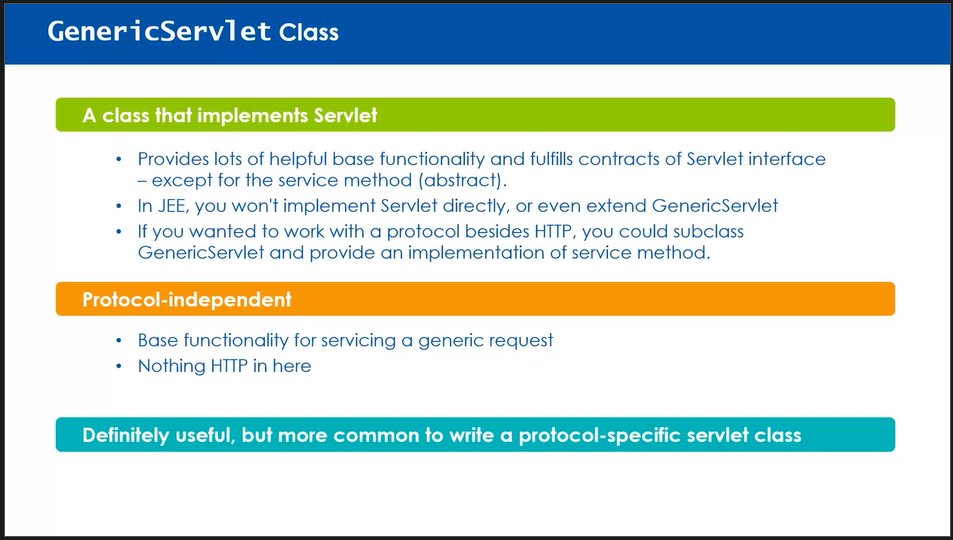 GenericServlet Class
A class that implements Servlet
• Provides lots of helpful base functionality and fulfills contracts of Servlet interface
– except for the service method (abstract).
• In JEE, you won't implement Servlet directly, or even extend GenericServlet
• If you wanted to work with a protocol besides HTTP, you could subclass
GenericServlet and provide an implementation of service method.
Protocol-independent
• Base functionality for servicing a generic request
• Nothing HTTP in here
Definitely useful, but more common to write a protocol-specific servlet class